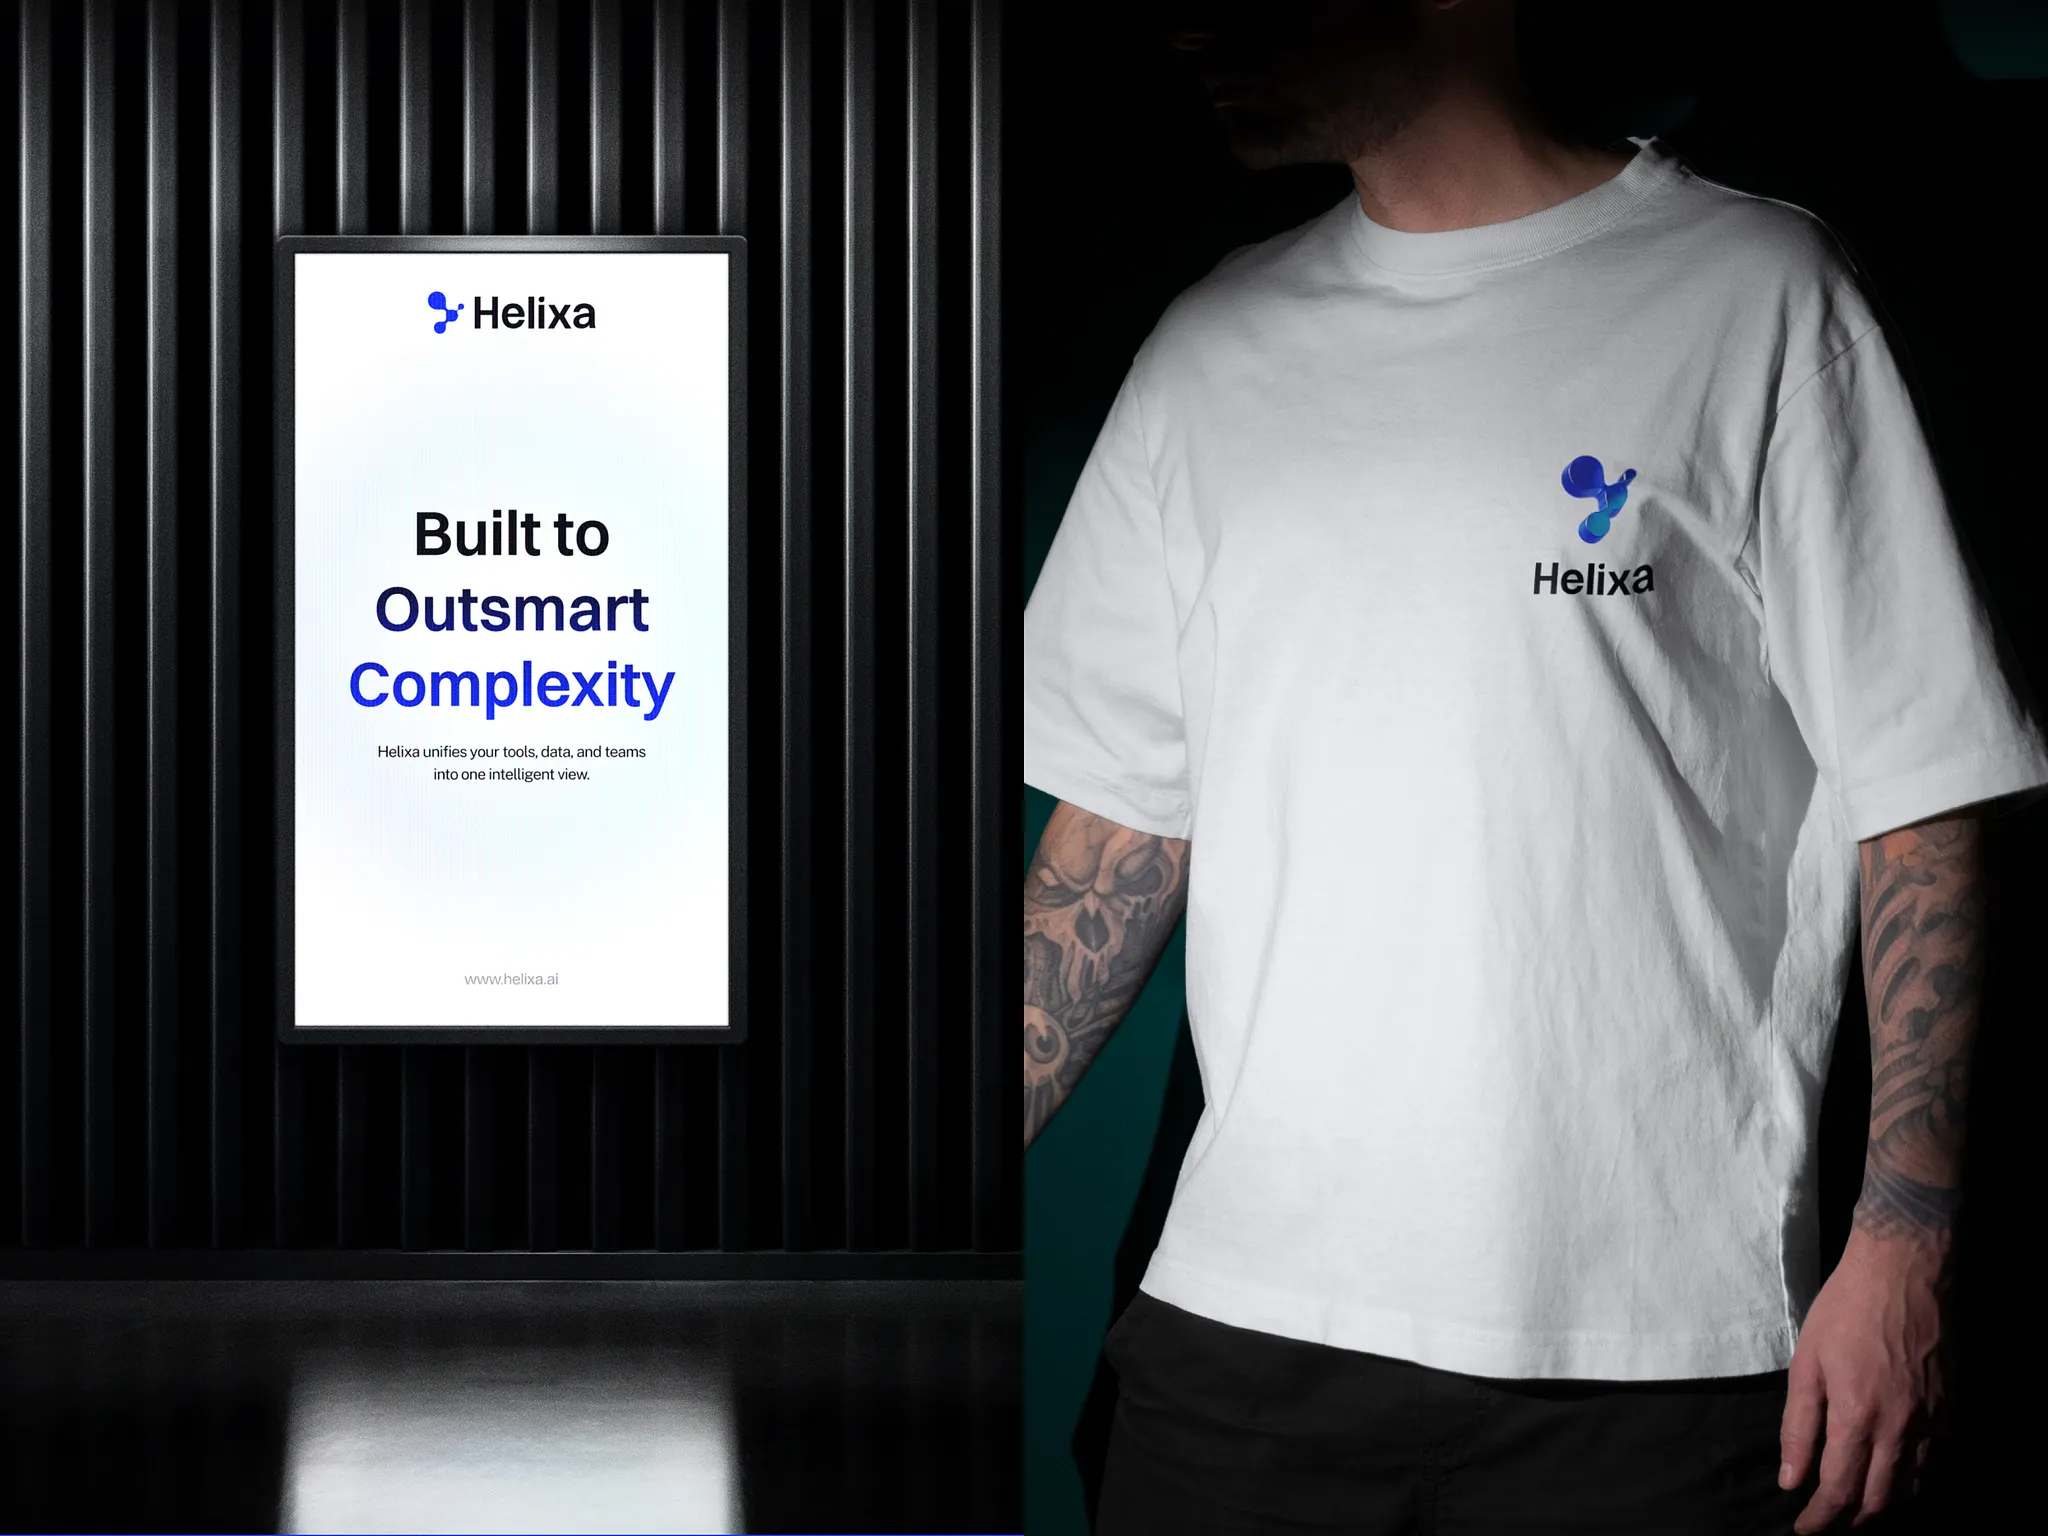 Helixa
Built to
Outsmart
Complexity
Helixa unifies your tools, data, and teams
into one intelligent view.
www.helixa.ai
Helixa